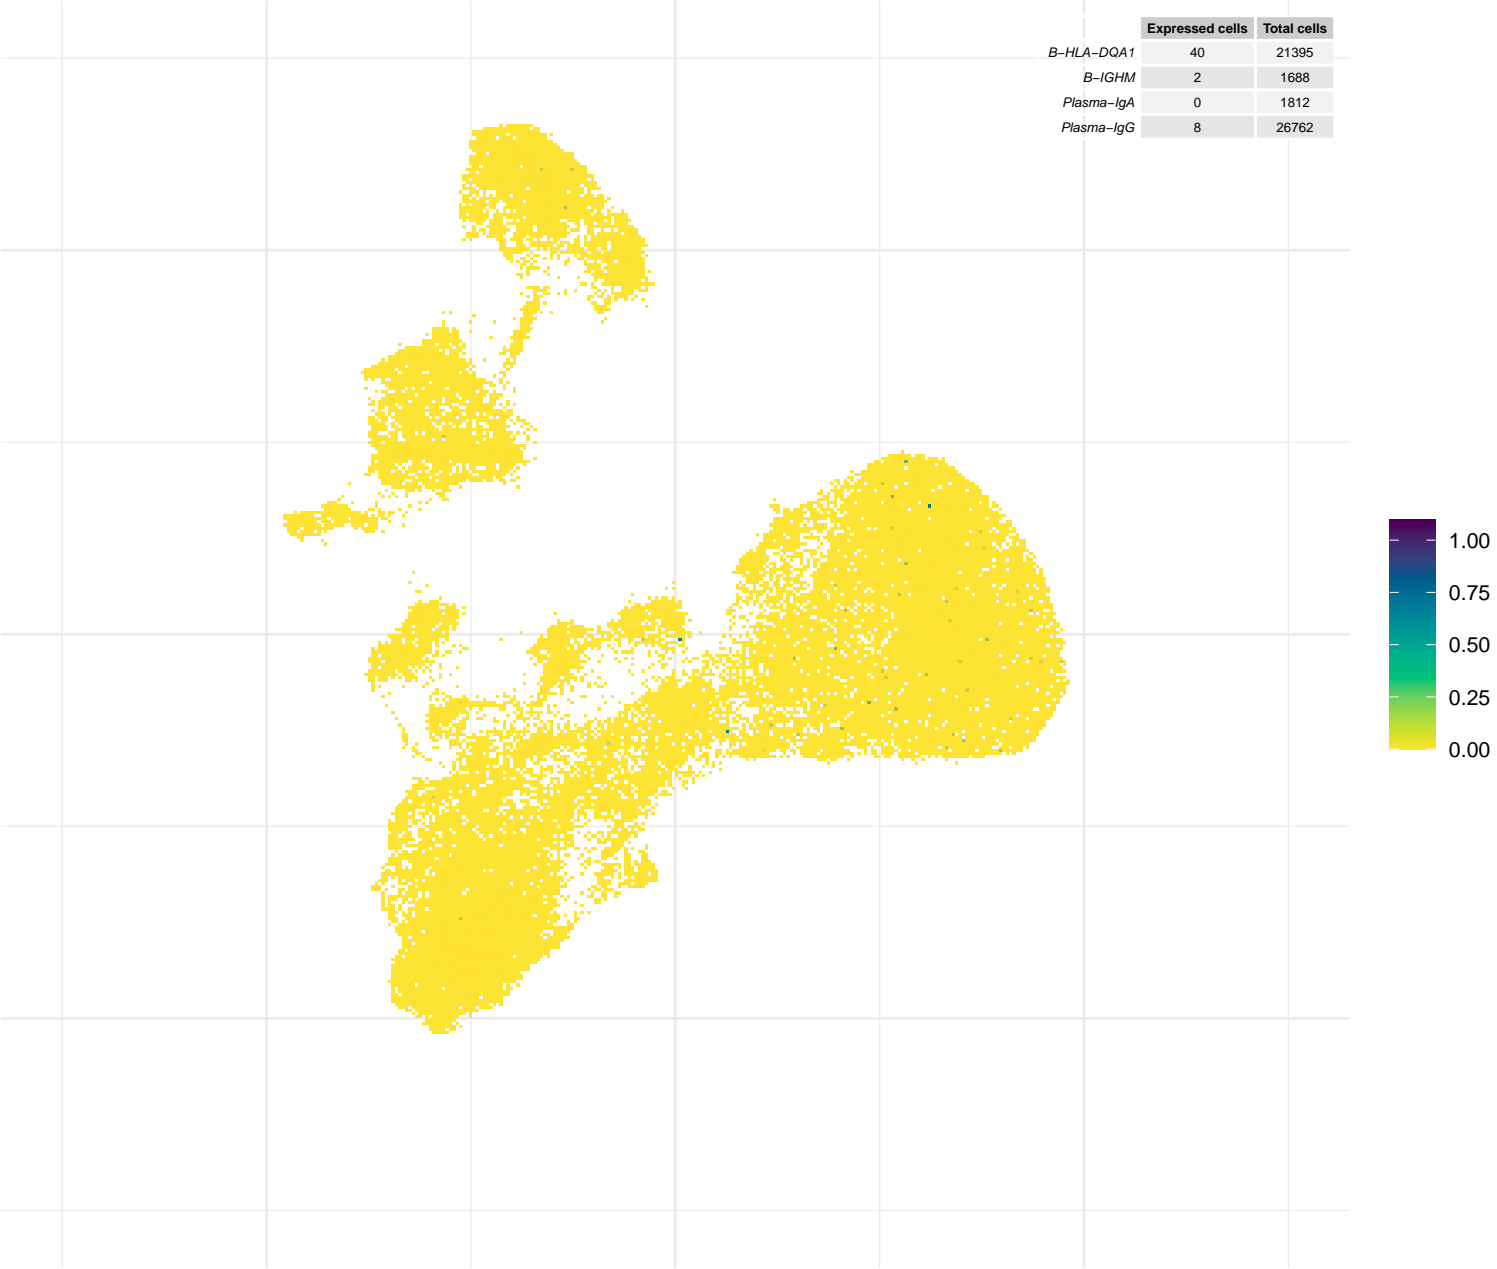 Expressed cells Total cells
B−HLA−DQA1 40 21395
B−IGHM 2 1688
Plasma−IgA 0 1812
Plasma−IgG 8 26762
1.00
0.75
0.50
0.25
0.00